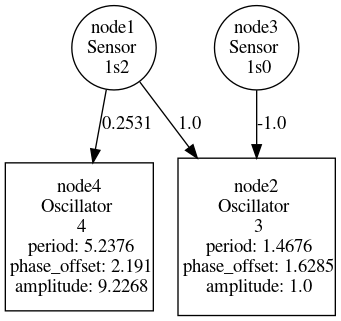 node1
Sensor
1s2
node3
Sensor
1s0
0.2531
1.0
-1.0
node4
Oscillator
4
period: 5.2376
phase_offset: 2.191
amplitude: 9.2268
node2
Oscillator
3
period: 1.4676
phase_offset: 1.6285
amplitude: 1.0